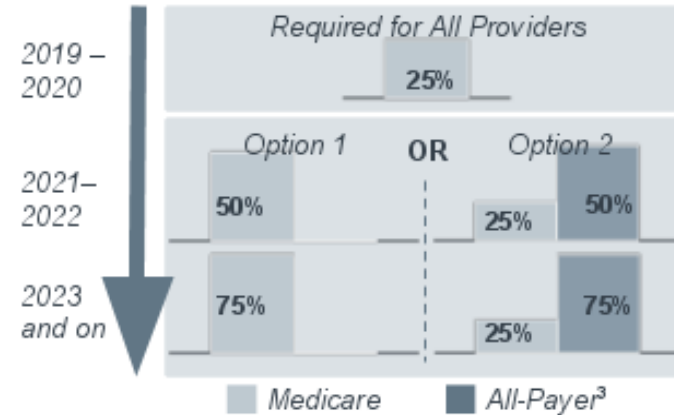 Required for All Providers
2019 –
2020
25%
Option 1 OR Option 2
2021–
2022
50% 25% 50%
2023
and on
75% 25% 75%
Medicare All-Payer³